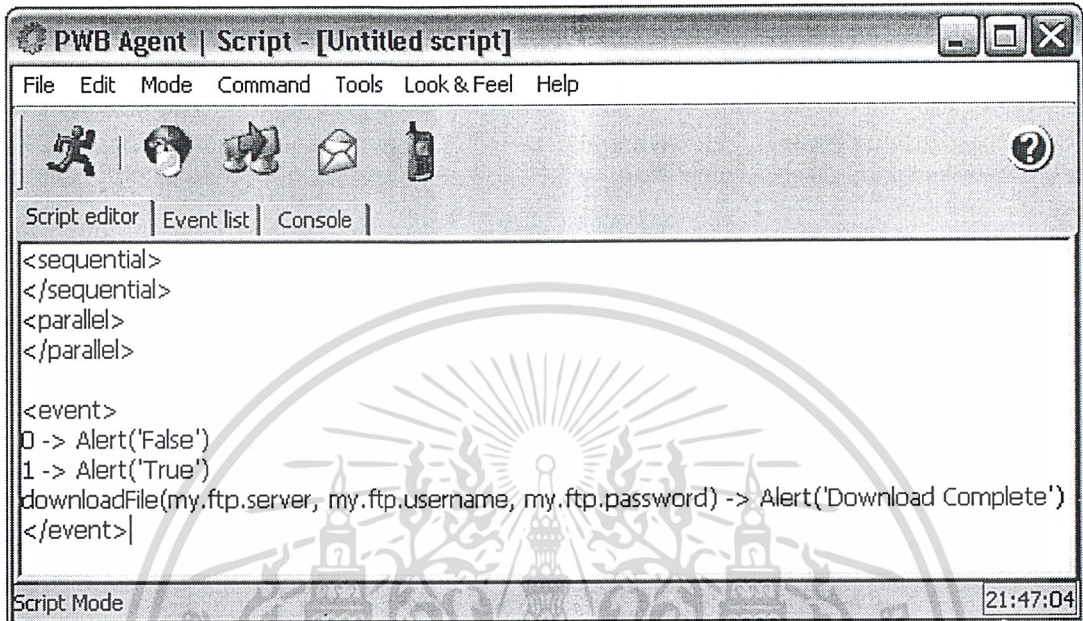 PWB Agent | Script - [Untitled script]
File Edit Mode Command Tools Look & Feel Help
Script editor Event list Console
<sequential>
</sequential>
<parallel>
</parallel>
<event>
0 -> Alert('False')
1 -> Alert('True')
downloadFile(my.ftp.server, my.ftp.username, my.ftp.password) -> Alert('Download Complete')
</event>
Script Mode 21:47:04